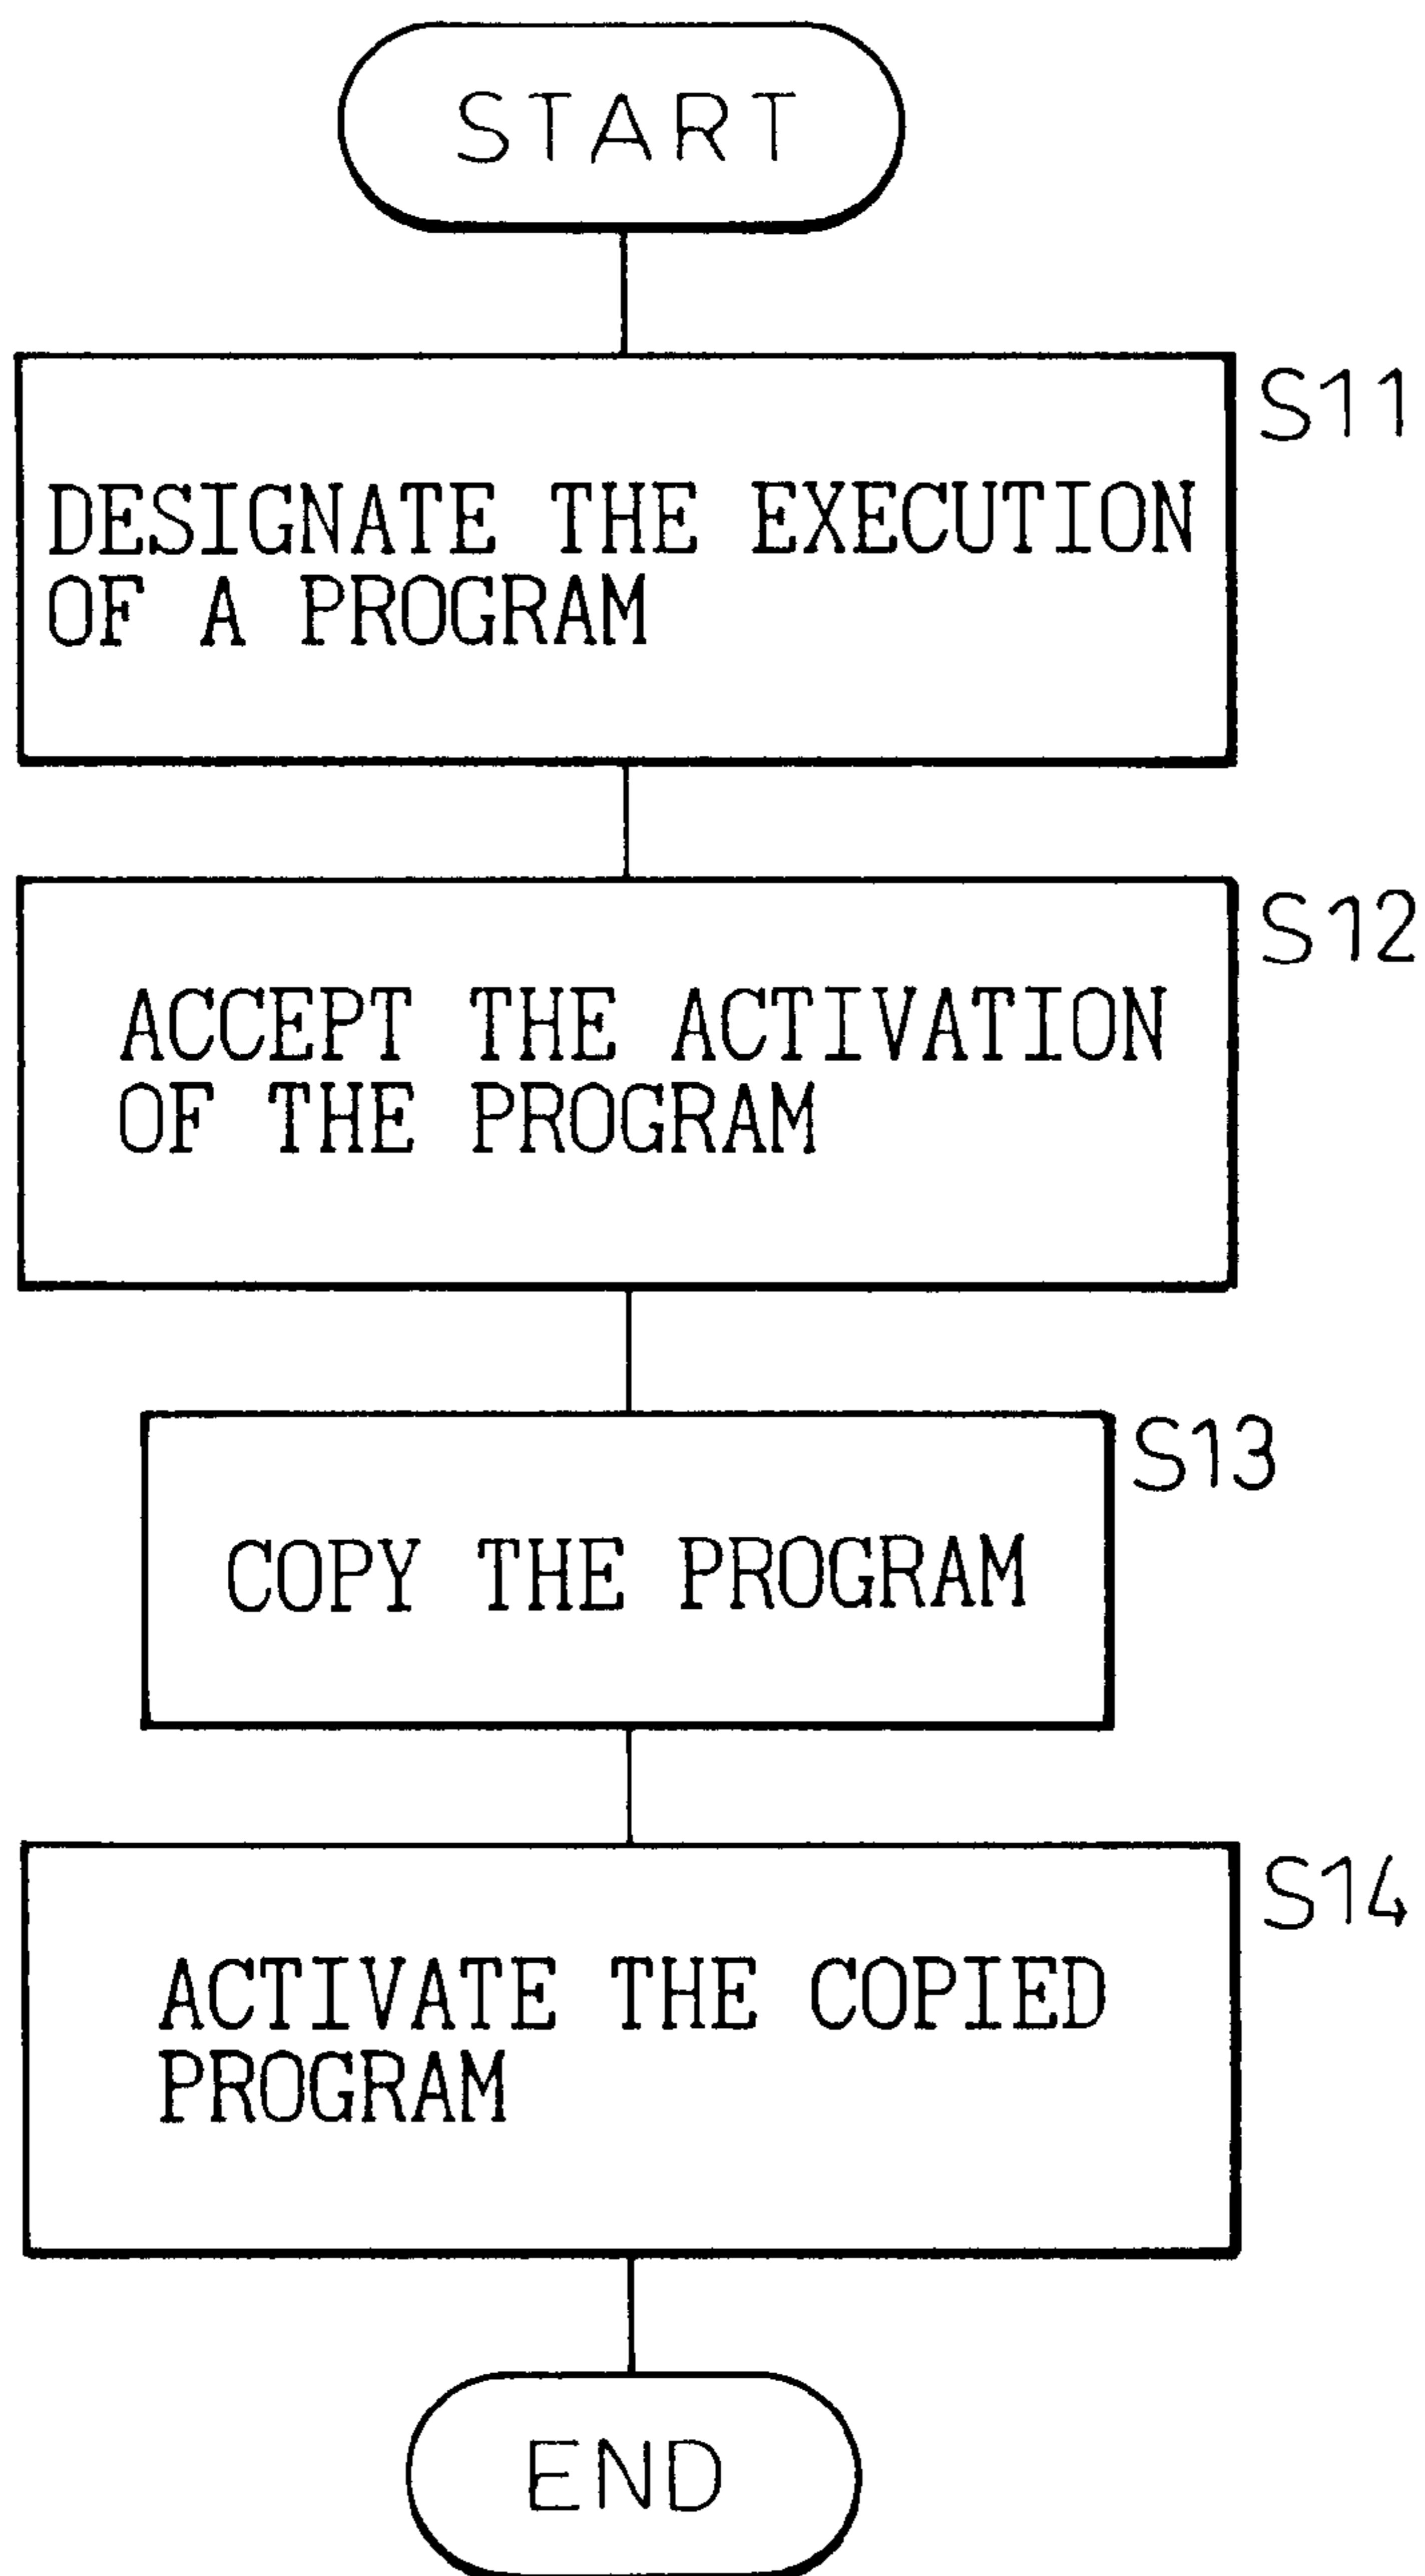 START
S11
DESIGNATE THE EXECUTION
OF A PROGRAM
S12
ACCEPT THE ACTIVATION
OF THE PROGRAM
S13
COPY THE PROGRAM
S14
ACTIVATE THE COPIED
PROGRAM
END